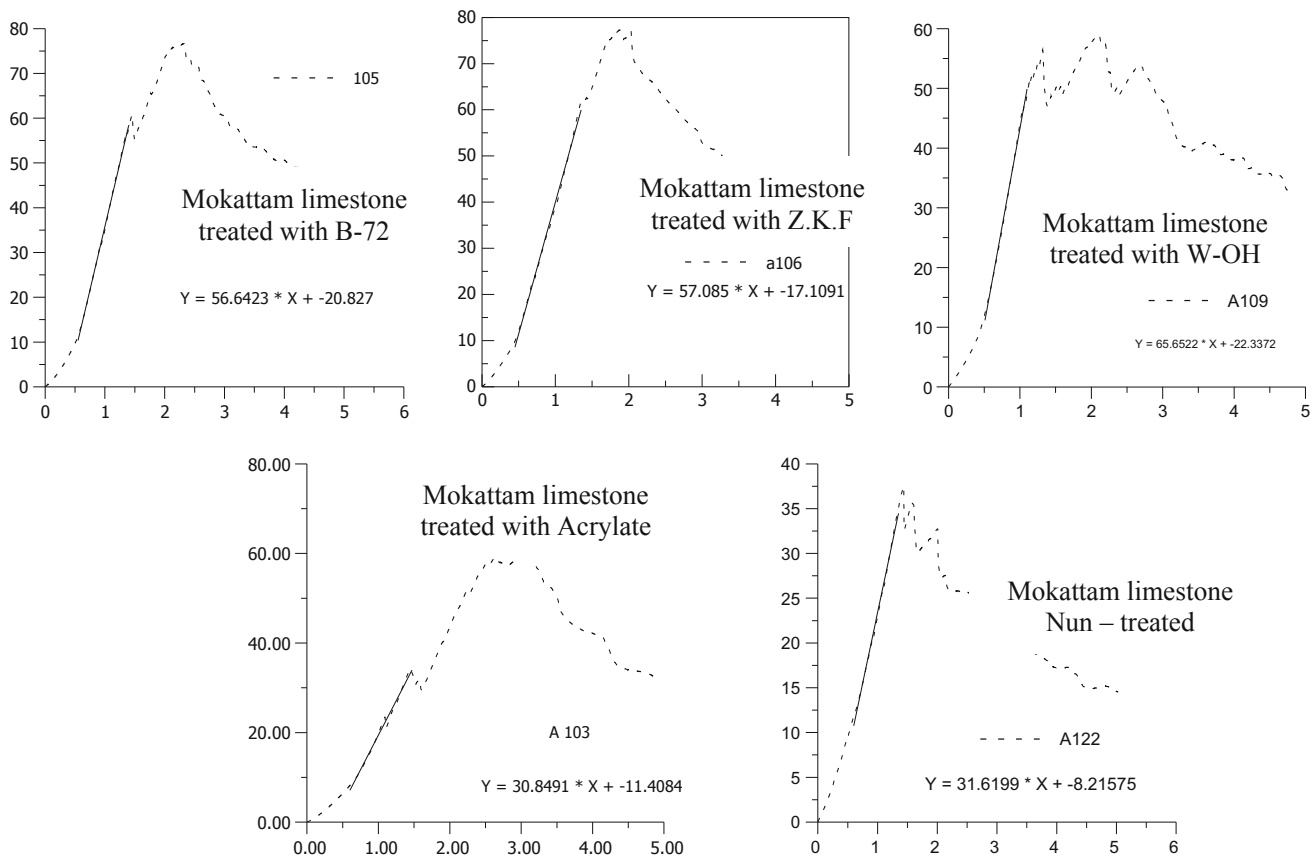 80
70
60
50
40
30
20
10
0
0 1 2 3 4 5 6
105
Mokattam limestone
treated with B-72
Y = 56.6423 * X + -20.827
80
70
60
50
40
30
20
10
0
0 1 2 3 4 5
Mokattam limestone
treated with Z.K.F
a106
Y = 57.085 * X + -17.1091
60
50
40
30
20
10
0
0 1 2 3 4 5
Mokattam limestone
treated with W-OH
A109
Y = 65.6522 * X + -22.3372
80.00
60.00
40.00
20.00
0.00
0.00 1.00 2.00 3.00 4.00 5.00
Mokattam limestone
treated with Acrylate
A 103
Y = 30.8491 * X + -11.4084
40
35
30
25
20
15
10
5
0
0 1 2 3 4 5 6
Mokattam limestone
Nun – treated
A122
Y = 31.6199 * X + -8.21575